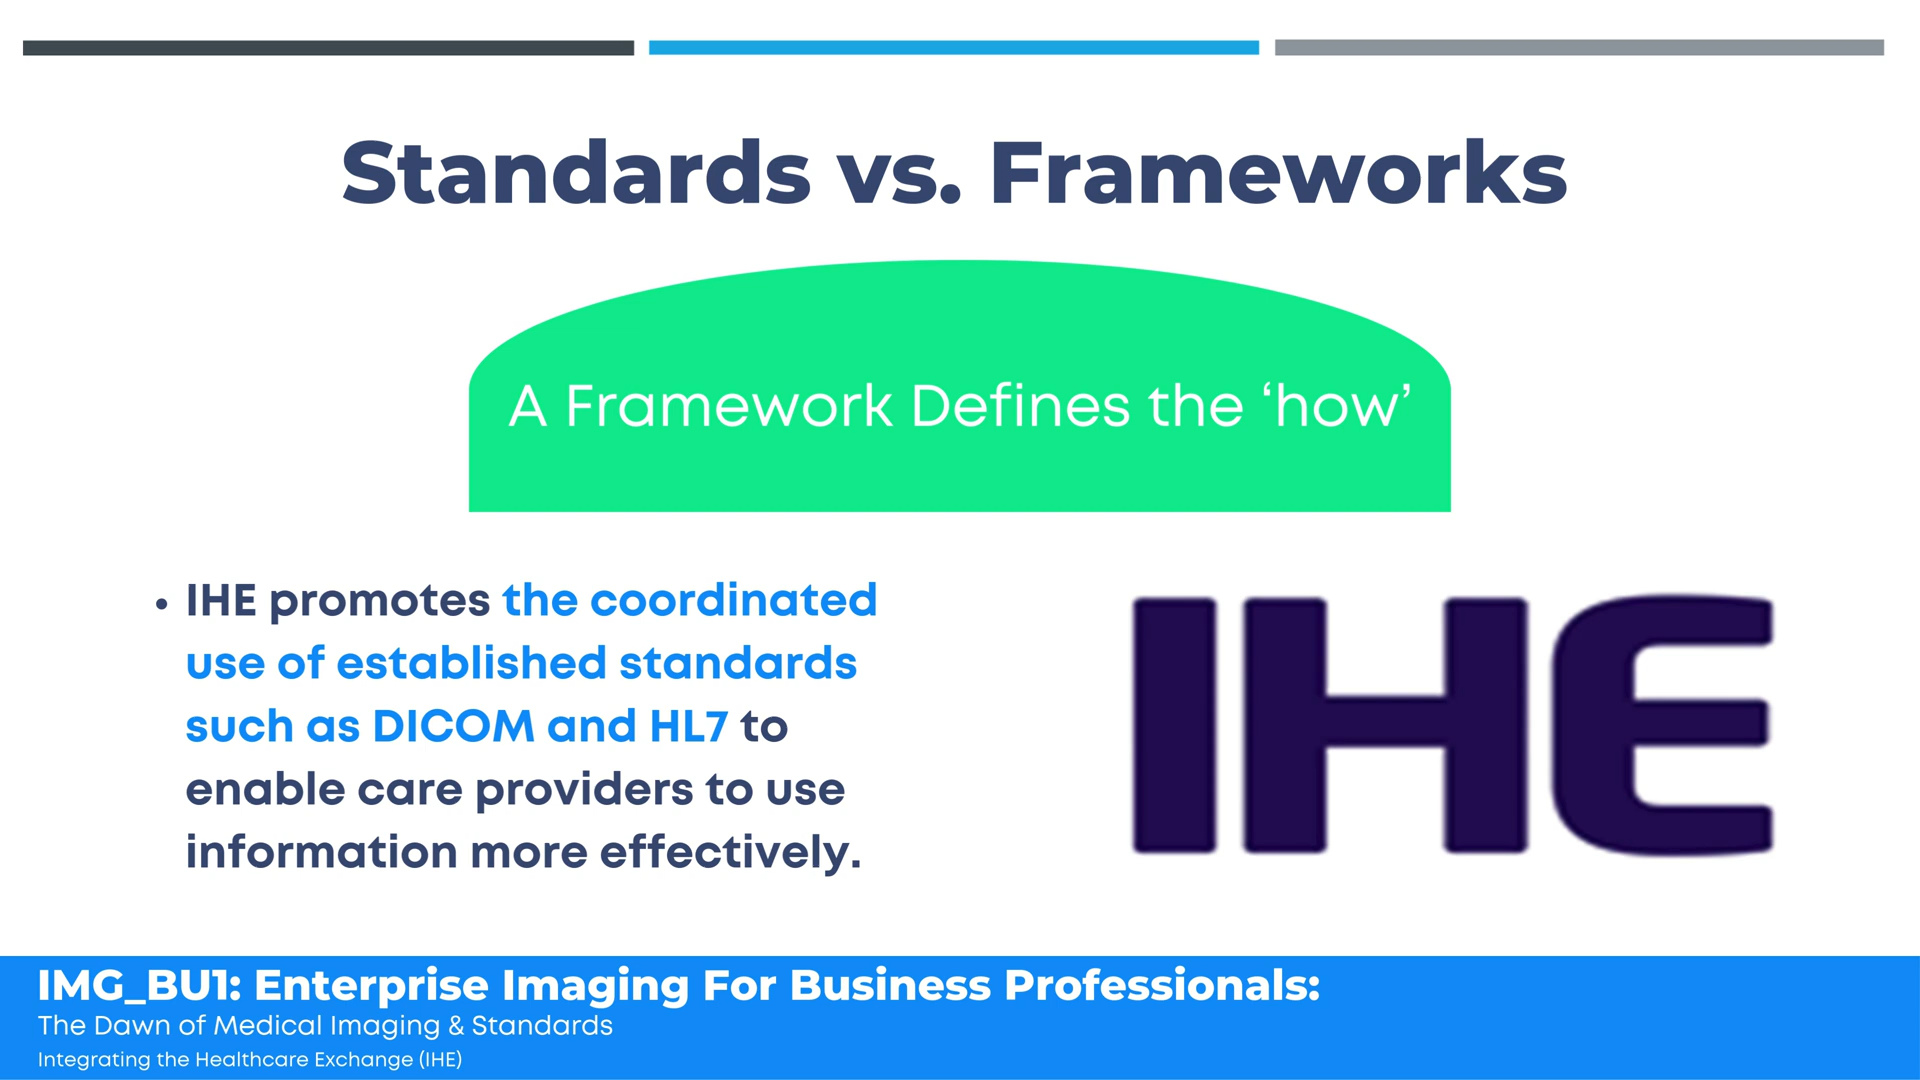 Standards vs. Frameworks
A Framework Defines the ‘how’
• IHE promotes the coordinated
use of established standards
such as DICOM and HL7 to
enable care providers to use
information more effectively.
IHE
IMG_BU1: Enterprise Imaging For Business Professionals:
The Dawn of Medical Imaging & Standards
Integrating the Healthcare Exchange (IHE)